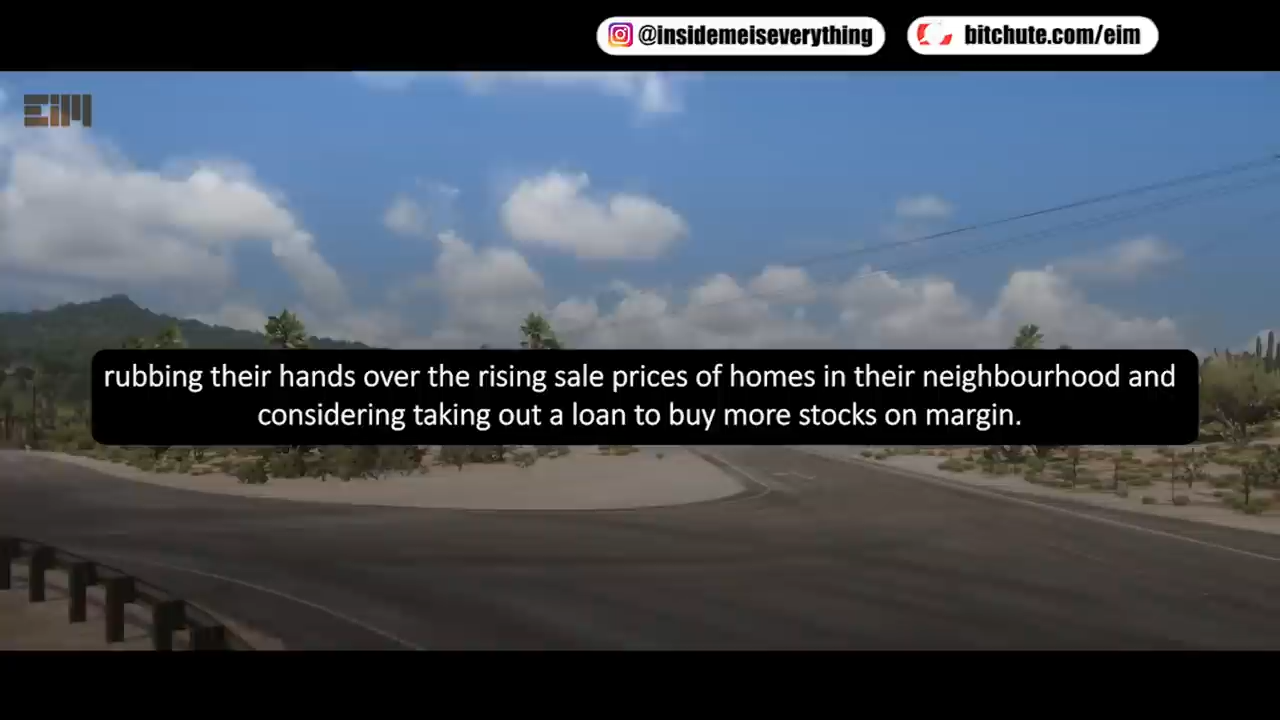 @insidemeiseverything
bitchute.com/eim
EiM
rubbing their hands over the rising sale prices of homes in their neighbourhood and
considering taking out a loan to buy more stocks on margin.